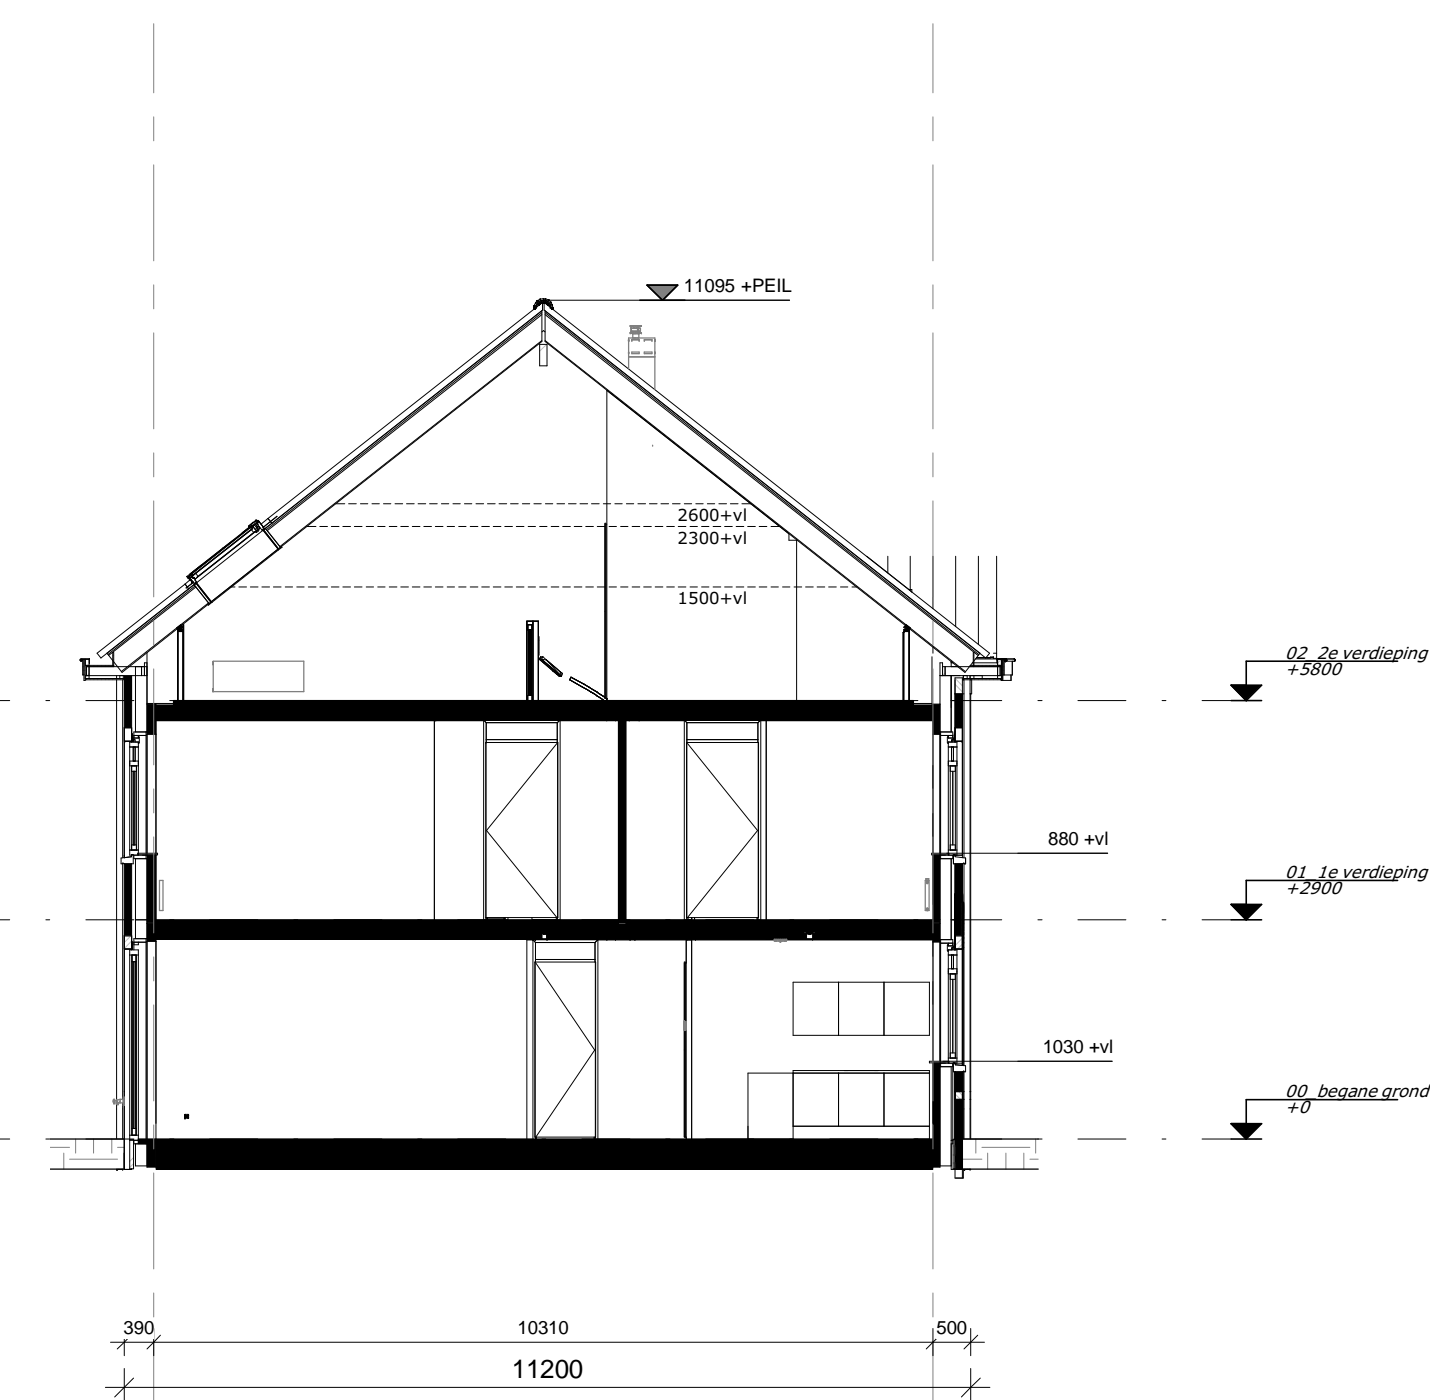 11095 +PEIL
2600+vl
2300+vl
1500+vl
02_2e verdieping
+5800
880 +vl
01_1e verdieping
+2900
1030 +vl
00_begane grond
+0
390
10310
500
11200